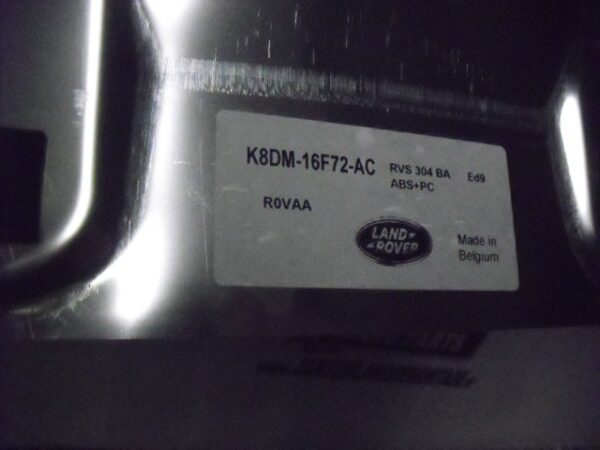 K8DM-16F72-AC RVS 304 BA Ed9
ABS+PC
R0VAA
LAND
ROVER
Made in
Belgium